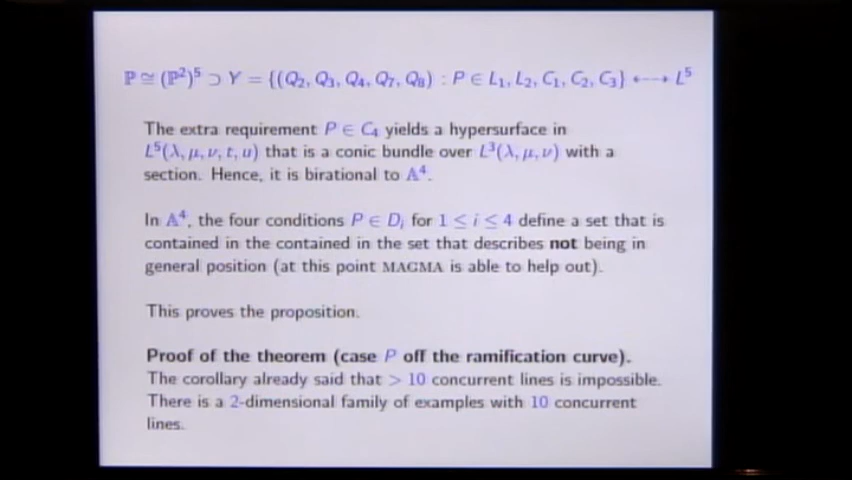 ℙ ≅ (ℙ²)⁵ ⊃ Y = {(Q₂, Q₃, Q₄, Q₇, Q₈) : P ∈ L₁, L₂, C₁, C₂, C₃} ⇠⇢ L⁵
The extra requirement P ∈ C₄ yields a hypersurface in
L⁵(λ, μ, ν, t, u) that is a conic bundle over L³(λ, μ, ν) with a
section. Hence, it is birational to 𝔸⁴.
In 𝔸⁴, the four conditions P ∈ Dᵢ for 1 ≤ i ≤ 4 define a set that is
contained in the contained in the set that describes not being in
general position (at this point MAGMA is able to help out).
This proves the proposition.
Proof of the theorem (case P off the ramification curve).
The corollary already said that > 10 concurrent lines is impossible.
There is a 2-dimensional family of examples with 10 concurrent
lines.